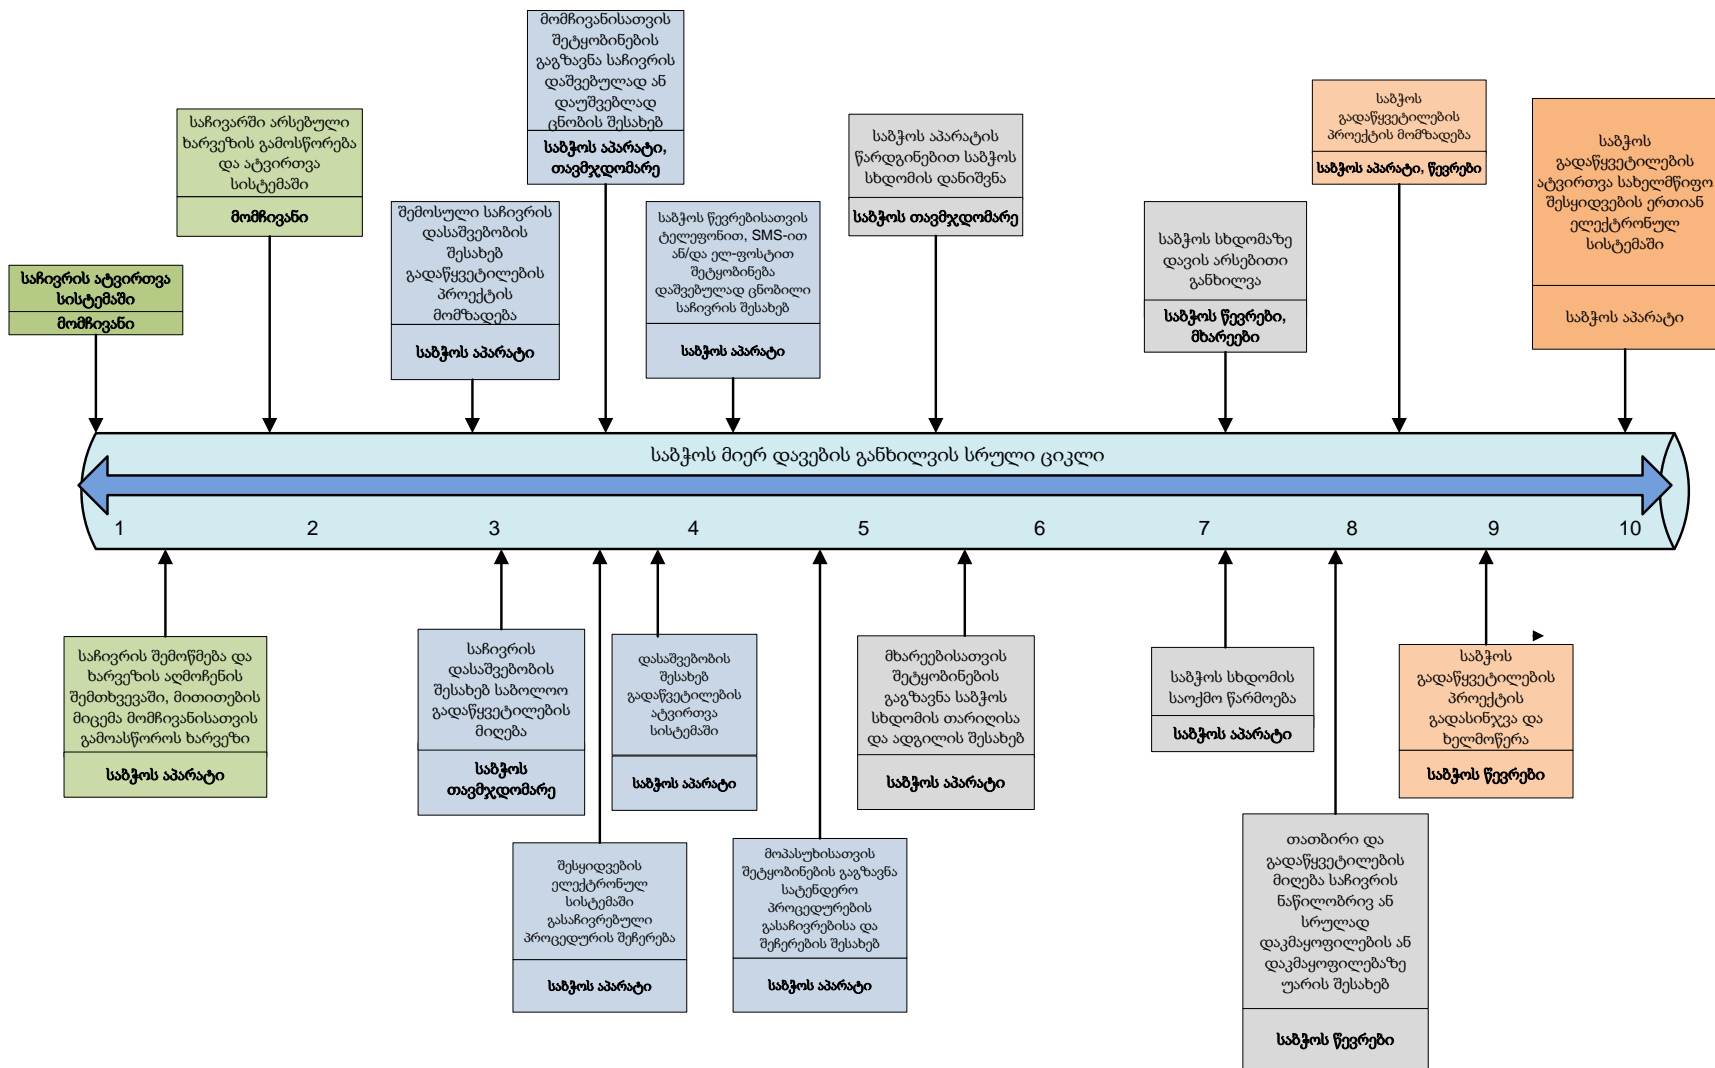 საჩივრის ატვირთვა
სისტემაში
მომჩივანი
საჩივარში არსებული
ხარვეზის გამოსწორება
და ატვირთვა
სისტემაში
მომჩივანი
შემოსული საჩივრის
დასაშვებობის
შესახებ
გადაწყვეტილების
პროექტის
მომზადება
საბჭოს აპარატი
მომჩივანისათვის
შეტყობინების
გაგზავნა საჩივრის
დაშვებულად ან
დაუშვებლად
ცნობის შესახებ
საბჭოს აპარატი,
თავმჯდომარე
საბჭოს წევრებისათვის
ტელეფონით, SMS-ით
ან/და ელ-ფოსტით
შეტყობინება
დაშვებულად ცნობილი
საჩივრის შესახებ
საბჭოს აპარატი
საბჭოს აპარატის
წარდგინებით საბჭოს
სხდომის დანიშვნა
საბჭოს თავმჯდომარე
საბჭოს სხდომაზე
დავის არსებითი
განხილვა
საბჭოს წევრები,
მხარეები
საბჭოს
გადაწყვეტილების
პროექტის მომზადება
საბჭოს აპარატი, წევრები
საბჭოს
გადაწყვეტილების
ატვირთვა სახელმწიფო
შესყიდვების ერთიან
ელექტრონულ
სისტემაში
საბჭოს აპარატი
საბჭოს მიერ დავების განხილვის სრული ციკლი
1 2 3 4 5 6 7 8 9 10
საჩივრის შემოწმება და
ხარვეზის აღმოჩენის
შემთხვევაში, მითითების
მიცემა მომჩივანისათვის
გამოასწოროს ხარვეზი
საბჭოს აპარატი
საჩივრის
დასაშვებობის
შესახებ საბოლოო
გადაწყვეტილების
მიღება
საბჭოს
თავმჯდომარე
შესყიდვების
ელექტრონულ
სისტემაში
გასაჩივრებული
პროცედურის შეჩერება
საბჭოს აპარატი
დასაშვებობის
შესახებ
გადაწვეტილების
ატვირთვა
სისტემაში
საბჭოს აპარატი
მოპასუხისათვის
შეტყობინების გაგზავნა
სატენდერო
პროცედურების
გასაჩივრებისა და
შეჩერების შესახებ
საბჭოს აპარატი
მხარეებისათვის
შეტყობინების
გაგზავნა საბჭოს
სხდომის თარიღისა
და ადგილის შესახებ
საბჭოს აპარატი
საბჭოს სხდომის
საოქმო წარმოება
საბჭოს აპარატი
თათბირი და
გადაწყვეტილების
მიღება საჩივრის
ნაწილობრივ ან
სრულად
დაკმაყოფილების ან
დაკმაყოფილებაზე
უარის შესახებ
საბჭოს წევრები
საბჭოს
გადაწყვეტილების
პროექტის
გადასინჯვა და
ხელმოწერა
საბჭოს წევრები